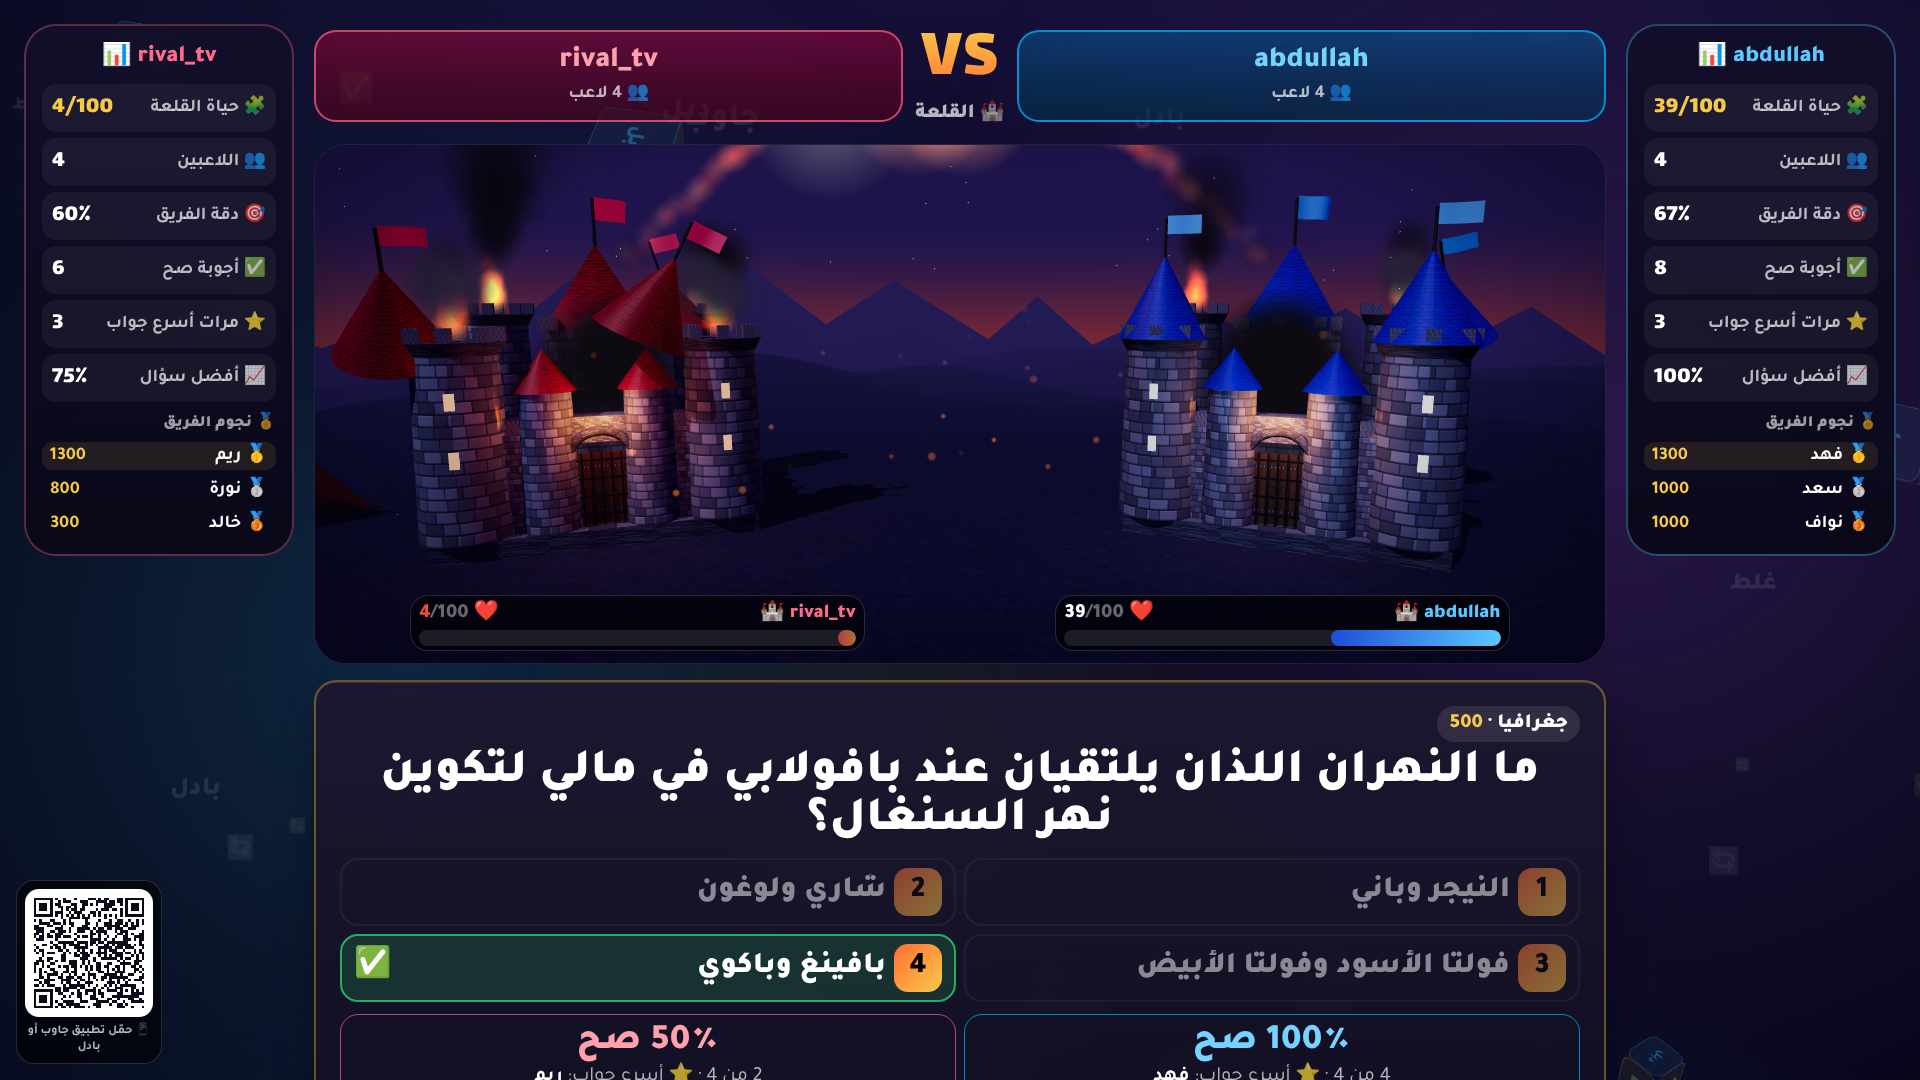 📊 abdullah
🧩 حياة القلعة 39/100
👥 اللاعبين 4
🎯 دقة الفريق 67%
✅ أجوبة صح 8
⭐ مرات أسرع جواب 3
📈 أفضل سؤال 100%
🏅 نجوم الفريق
🥇 فهد 1300
🥈 سعد 1000
🥉 نواف 1000
abdullah
👥 4 لاعب
VS
🏰 القلعة
rival_tv
👥 4 لاعب
📊 rival_tv
🧩 حياة القلعة 4/100
👥 اللاعبين 4
🎯 دقة الفريق 60%
✅ أجوبة صح 6
⭐ مرات أسرع جواب 3
📈 أفضل سؤال 75%
🏅 نجوم الفريق
🥇 ريم 1300
🥈 نورة 800
🥉 خالد 300
🏰 abdullah
39/100 ❤️
🏰 rival_tv
4/100 ❤️
جغرافيا · 500
ما النهران اللذان يلتقيان عند بافولابي في مالي لتكوين
نهر السنغال؟
1 النيجر وباني
2 شاري ولوغون
3 فولتا الأسود وفولتا الأبيض
4 بافينغ وباكوي ✅
100% صح
4 من 4 · ⭐ أسرع جواب: فهد
50% صح
2 من 4 · ⭐ أسرع جواب: ريم
📱 حمّل تطبيق جاوب أو
بادل
بادل
جاوب
بادل
بادل
غلط